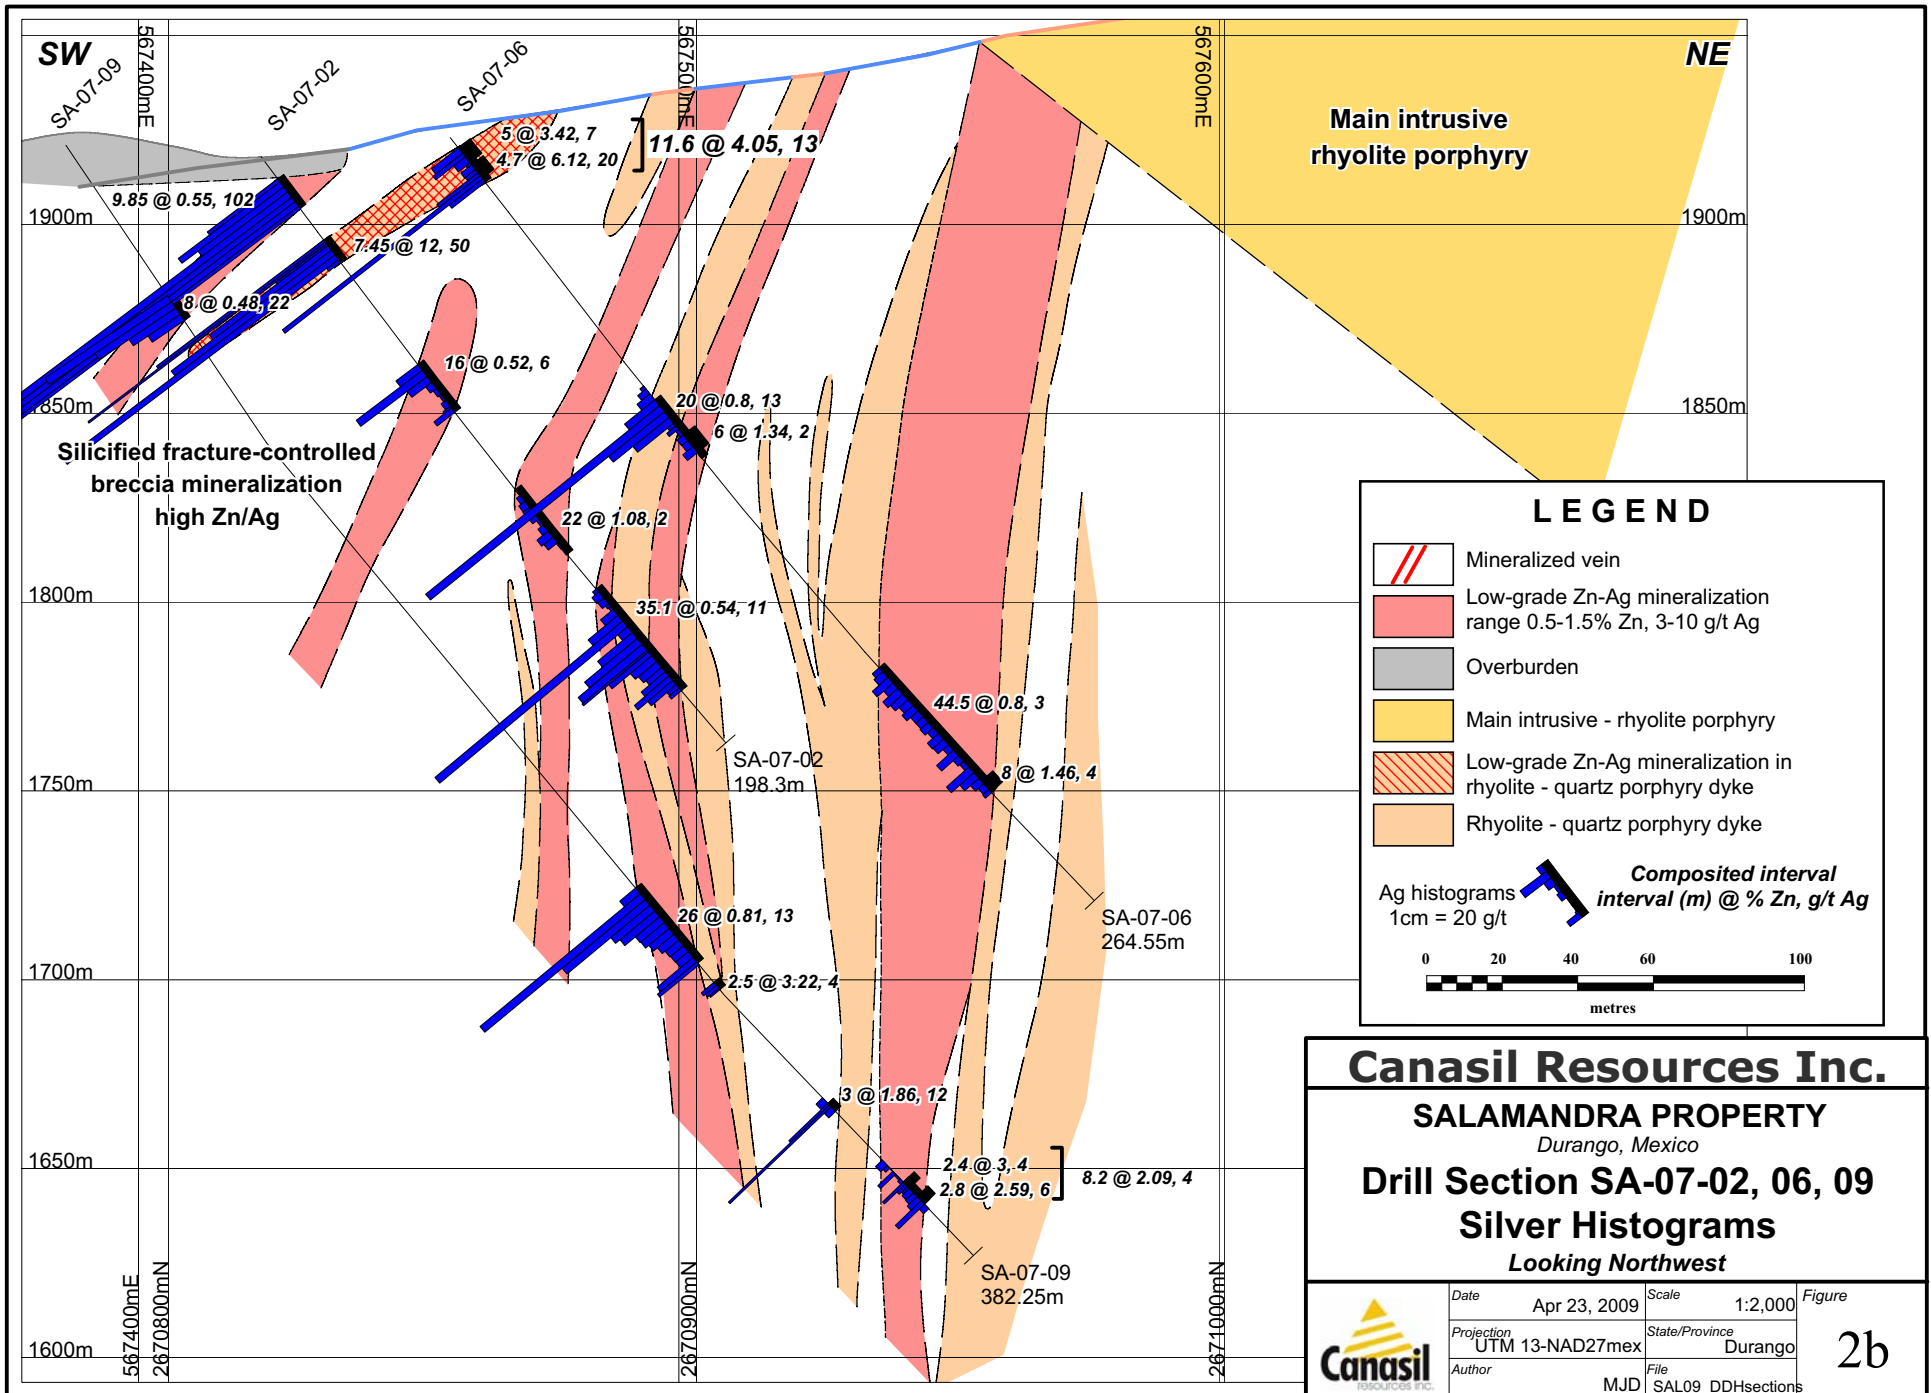 SW
NE
SA-07-09
SA-07-02
SA-07-06
567400mE
567500mE
567600mE
Main intrusive
rhyolite porphyry
5 @ 3.42, 7
4.7 @ 6.12, 20
11.6 @ 4.05, 13
9.85 @ 0.55, 102
1900m
1900m
7.45 @ 12, 50
8 @ 0.48, 22
16 @ 0.52, 6
1850m
1850m
20 @ 0.8, 13
6 @ 1.34, 2
Silicified fracture-controlled
breccia mineralization
high Zn/Ag
22 @ 1.08, 2
1800m
35.1 @ 0.54, 11
44.5 @ 0.8, 3
SA-07-02
198.3m
8 @ 1.46, 4
1750m
26 @ 0.81, 13
SA-07-06
264.55m
1700m
2.5 @ 3.22, 4
3 @ 1.86, 12
1650m
2.4 @ 3, 4
2.8 @ 2.59, 6
8.2 @ 2.09, 4
SA-07-09
382.25m
1600m
567400mE
2670800mN
2670900mN
2671000mN
LEGEND
Mineralized vein
Low-grade Zn-Ag mineralization
range 0.5-1.5% Zn, 3-10 g/t Ag
Overburden
Main intrusive - rhyolite porphyry
Low-grade Zn-Ag mineralization in
rhyolite - quartz porphyry dyke
Rhyolite - quartz porphyry dyke
Ag histograms
1cm = 20 g/t
Composited interval
interval (m) @ % Zn, g/t Ag
0 20 40 60 100
metres
Canasil Resources Inc.
SALAMANDRA PROPERTY
Durango, Mexico
Drill Section SA-07-02, 06, 09
Silver Histograms
Looking Northwest
Canasil
resources inc.
Date Apr 23, 2009
Scale 1:2,000
Projection UTM 13-NAD27mex
State/Province Durango
Author MJD
File SAL09_DDHsections
Figure
2b